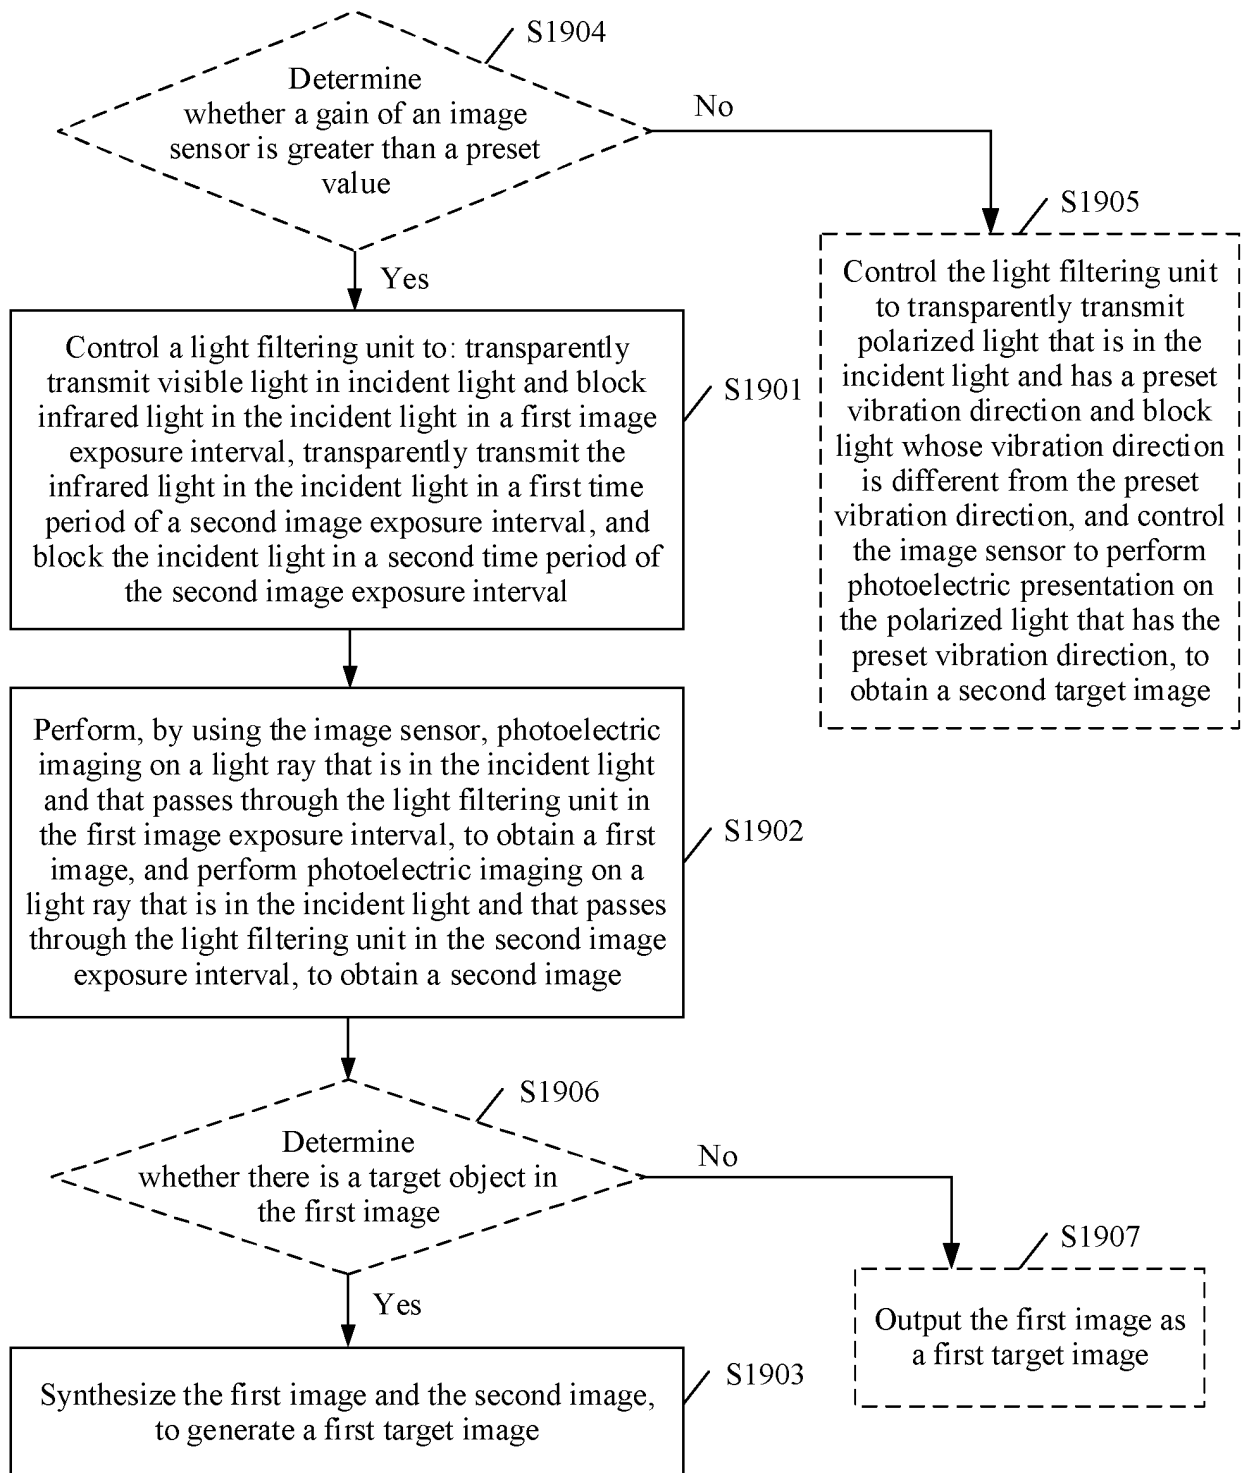 S1904
Determine
whether a gain of an image
sensor is greater than a preset
value
No
Yes
S1905
Control the light filtering unit
to transparently transmit
polarized light that is in the
incident light and has a preset
vibration direction and block
light whose vibration direction
is different from the preset
vibration direction, and control
the image sensor to perform
photoelectric presentation on
the polarized light that has the
preset vibration direction, to
obtain a second target image
Control a light filtering unit to: transparently
transmit visible light in incident light and block
infrared light in the incident light in a first image
exposure interval, transparently transmit the
infrared light in the incident light in a first time
period of a second image exposure interval, and
block the incident light in a second time period of
the second image exposure interval
S1901
Perform, by using the image sensor, photoelectric
imaging on a light ray that is in the incident light
and that passes through the light filtering unit in
the first image exposure interval, to obtain a first
image, and perform photoelectric imaging on a
light ray that is in the incident light and that passes
through the light filtering unit in the second image
exposure interval, to obtain a second image
S1902
S1906
Determine
whether there is a target object in
the first image
No
Yes
S1907
Output the first image as
a first target image
S1903
Synthesize the first image and the second image,
to generate a first target image